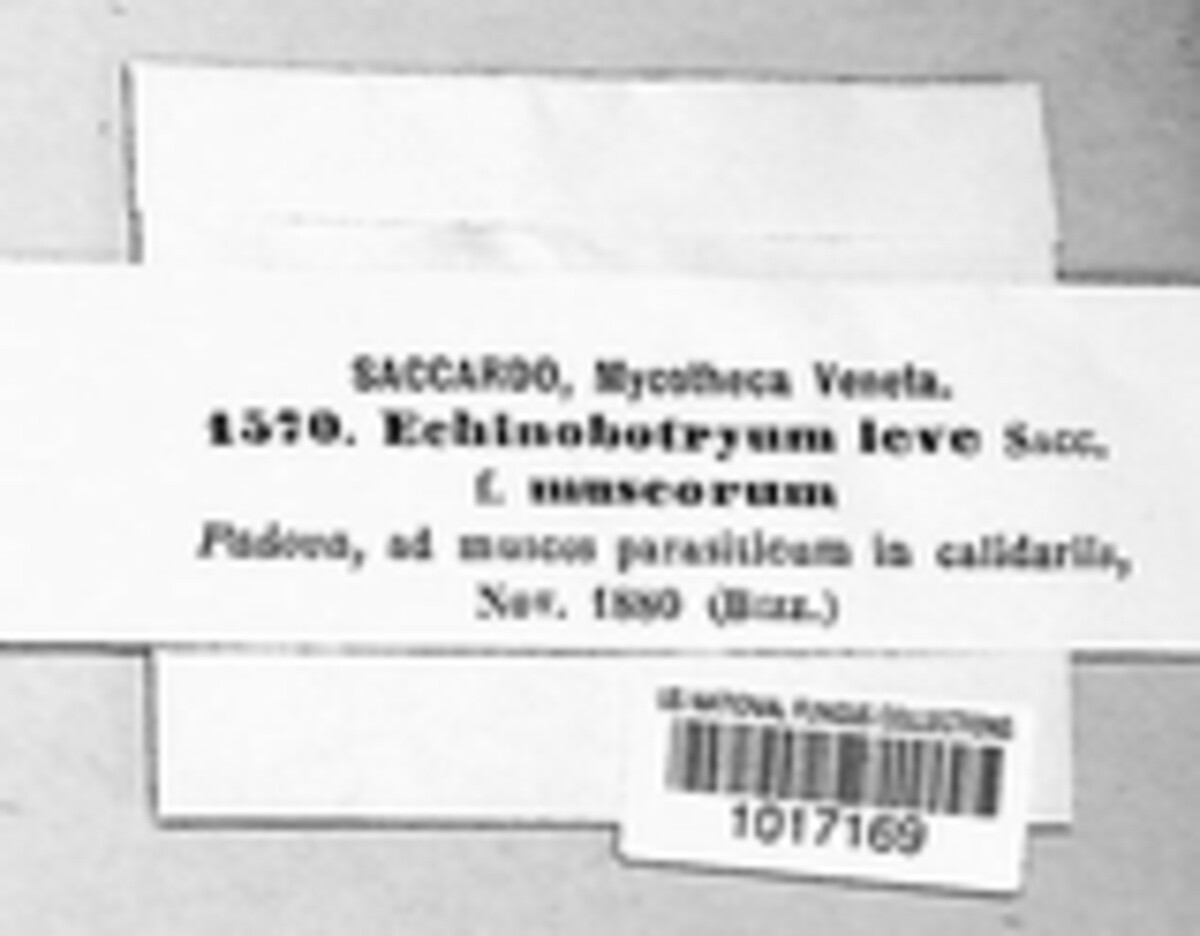 SACCARDO, Mycotheca Veneta.
1570. Echinobotryum leve Sacc.
f. muscorum
Padova, ad muscos parasiticum in calidariis,
Nov. 1880 (Bizz.)
US NATIONAL FUNGUS COLLECTIONS
1017169